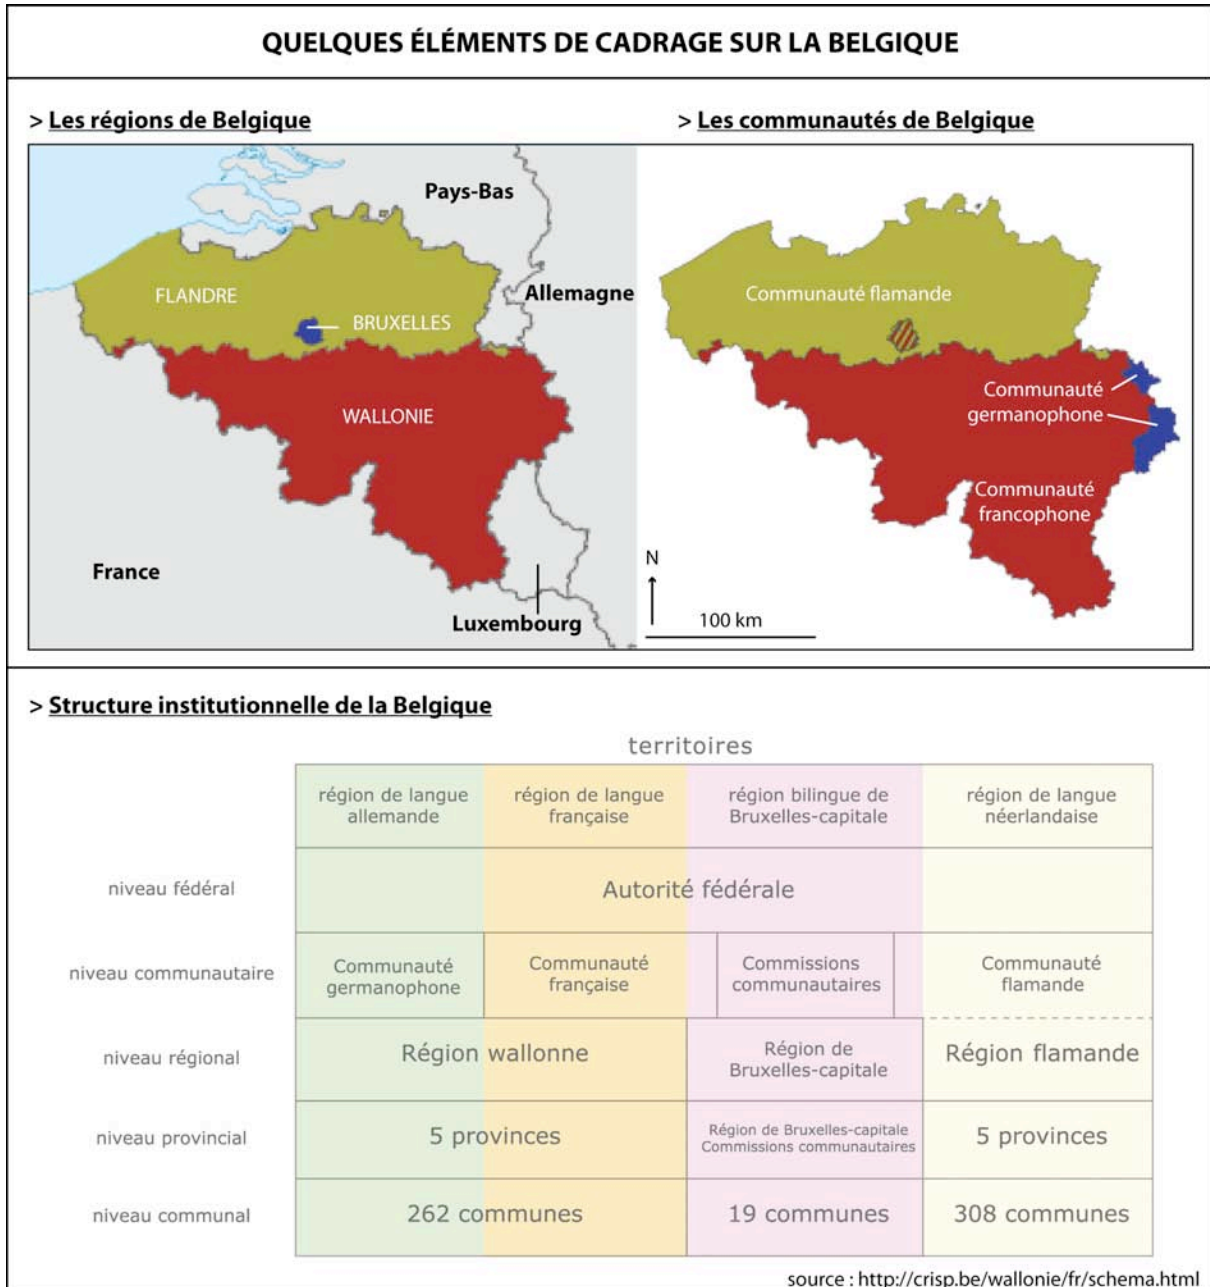 QUELQUES ÉLÉMENTS DE CADRAGE SUR LA BELGIQUE
> Les régions de Belgique
> Les communautés de Belgique
Pays-Bas
Allemagne
FLANDRE
BRUXELLES
WALLONIE
France
Luxembourg
Communauté flamande
Communauté
germanophone
Communauté
francophone
N
100 km
> Structure institutionnelle de la Belgique
territoires
région de langue
allemande
région de langue
française
région bilingue de
Bruxelles-capitale
région de langue
néerlandaise
niveau fédéral
Autorité fédérale
niveau communautaire
Communauté
germanophone
Communauté
française
Commissions
communautaires
Communauté
flamande
niveau régional
Région wallonne
Région de
Bruxelles-capitale
Région flamande
niveau provincial
5 provinces
Région de Bruxelles-capitale
Commissions communautaires
5 provinces
niveau communal
262 communes
19 communes
308 communes
source : http://crisp.be/wallonie/fr/schema.html